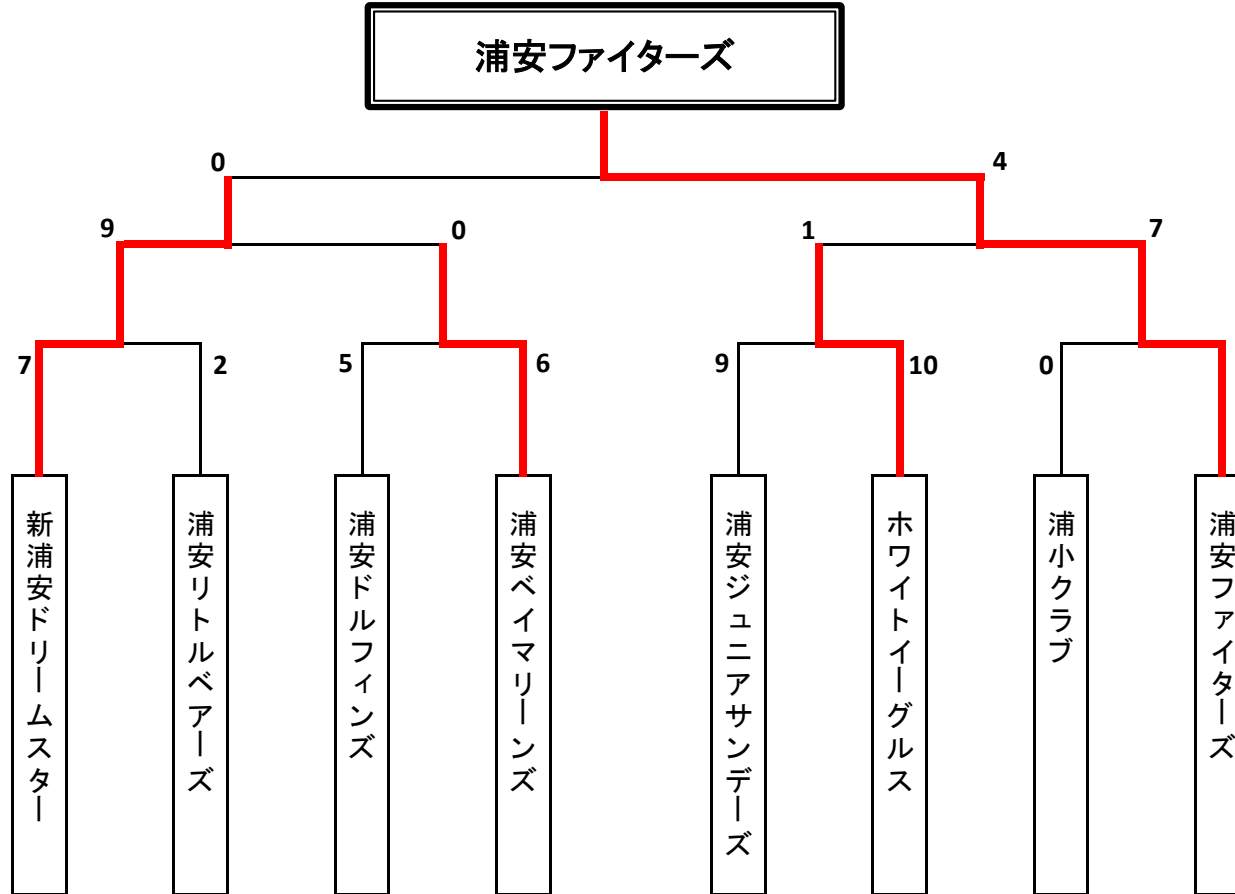 浦安ファイターズ
0
4
9
0
1
7
7
2
5
6
9
10
0
新浦安ドリームスター
浦安リトルベアーズ
浦安ドルフィンズ
浦安ベイマリーンズ
浦安ジュニアサンデーズ
ホワイトイーグルス
浦小クラブ
浦安ファイターズ